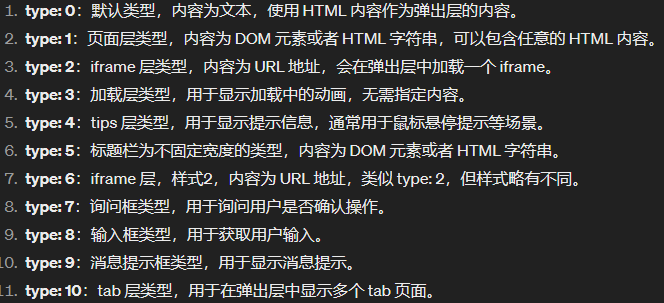 1. type: 0：默认类型，内容为文本，使用 HTML 内容作为弹出层的内容。
2. type: 1：页面层类型，内容为 DOM 元素或者 HTML 字符串，可以包含任意的 HTML 内容。
3. type: 2：iframe 层类型，内容为 URL 地址，会在弹出层中加载一个 iframe。
4. type: 3：加载层类型，用于显示加载中的动画，无需指定内容。
5. type: 4：tips 层类型，用于显示提示信息，通常用于鼠标悬停提示等场景。
6. type: 5：标题栏为不固定宽度的类型，内容为 DOM 元素或者 HTML 字符串。
7. type: 6：iframe 层，样式2，内容为 URL 地址，类似 type: 2，但样式略有不同。
8. type: 7：询问框类型，用于询问用户是否确认操作。
9. type: 8：输入框类型，用于获取用户输入。
10. type: 9：消息提示框类型，用于显示消息提示。
11. type: 10：tab 层类型，用于在弹出层中显示多个 tab 页面。